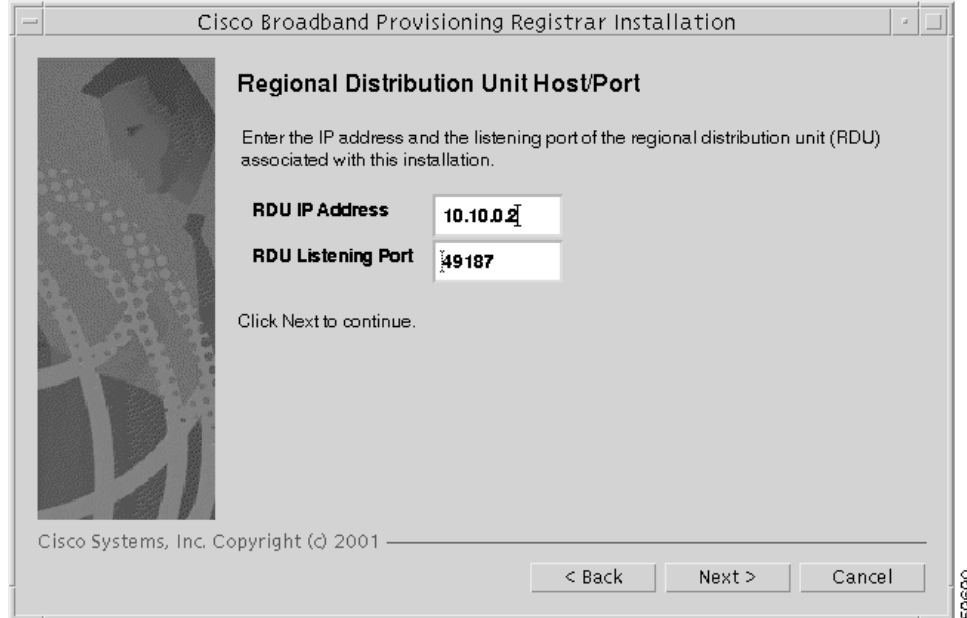 Cisco Broadband Provisioning Registrar Installation
Regional Distribution Unit Host/Port
Enter the IP address and the listening port of the regional distribution unit (RDU)
associated with this installation.
RDU IP Address 10.10.0.2
RDU Listening Port 49187
Click Next to continue.
Cisco Systems, Inc. Copyright (c) 2001
< Back Next > Cancel